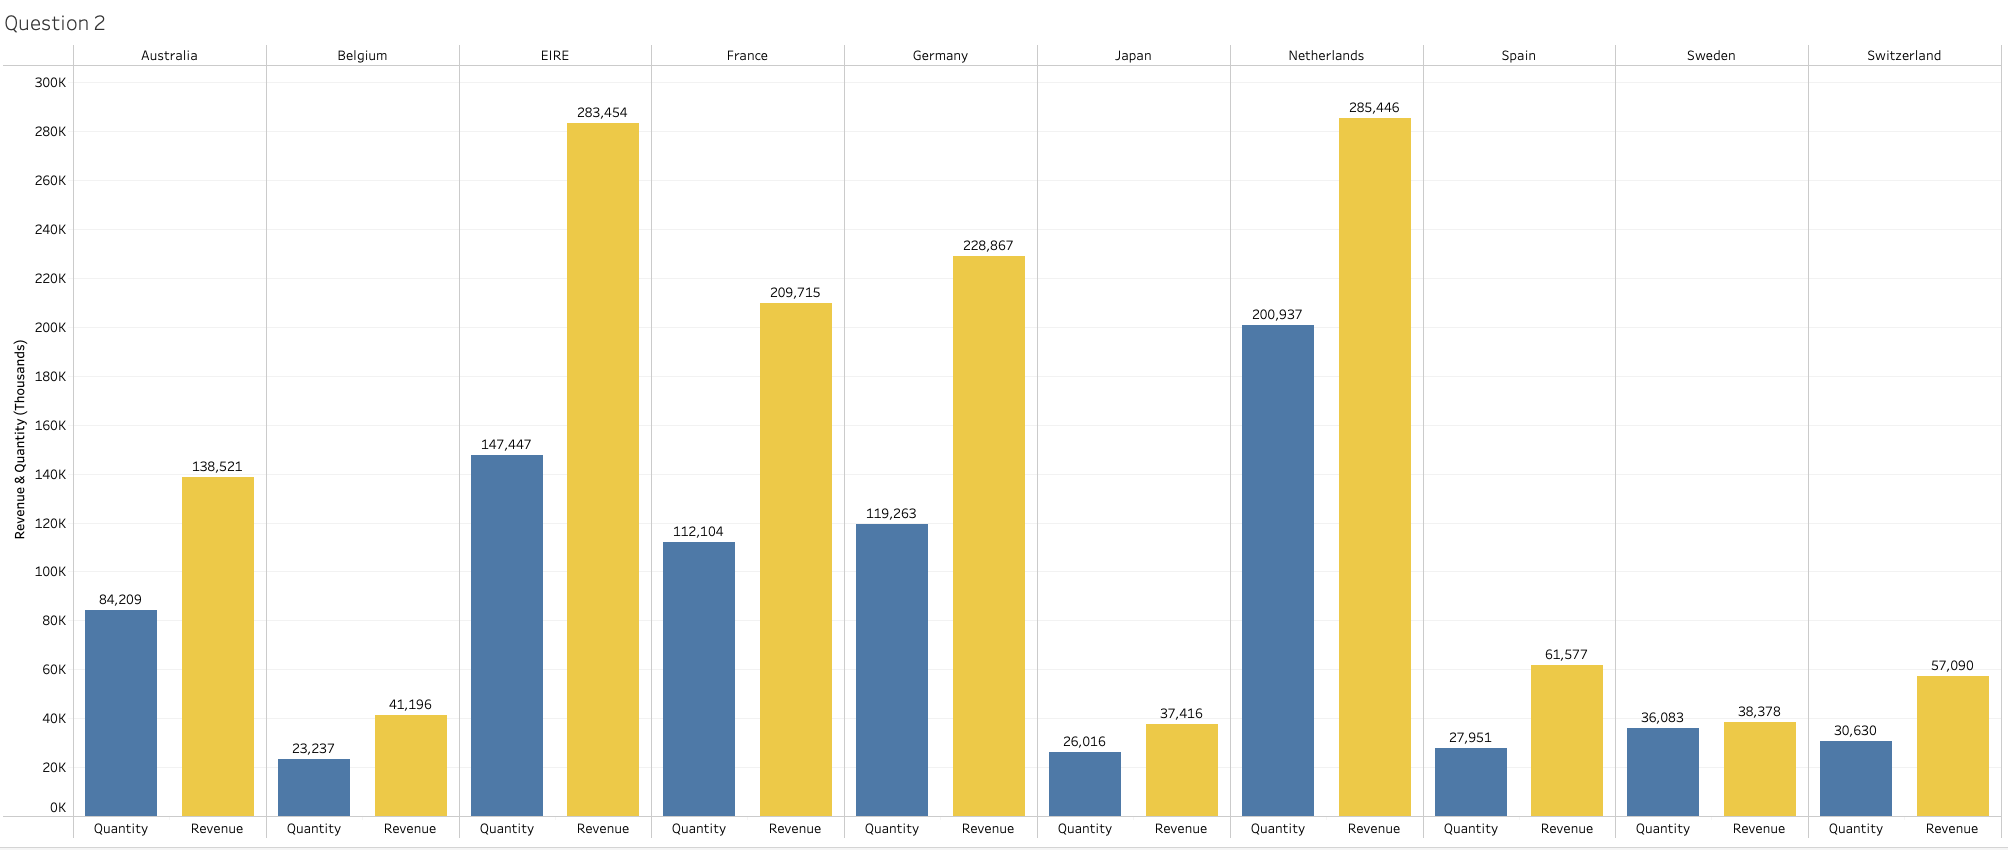 Question 2
Australia Belgium EIRE France Germany Japan Netherlands Spain Sweden Switzerland
Revenue & Quantity (Thousands)
300K
280K
260K
240K
220K
200K
180K
160K
140K
120K
100K
80K
60K
40K
20K
0K
84,209 138,521
23,237 41,196
147,447 283,454
112,104 209,715
119,263 228,867
26,016 37,416
200,937 285,446
27,951 61,577
36,083 38,378
30,630 57,090
Quantity Revenue Quantity Revenue Quantity Revenue Quantity Revenue Quantity Revenue Quantity Revenue Quantity Revenue Quantity Revenue Quantity Revenue Quantity Revenue